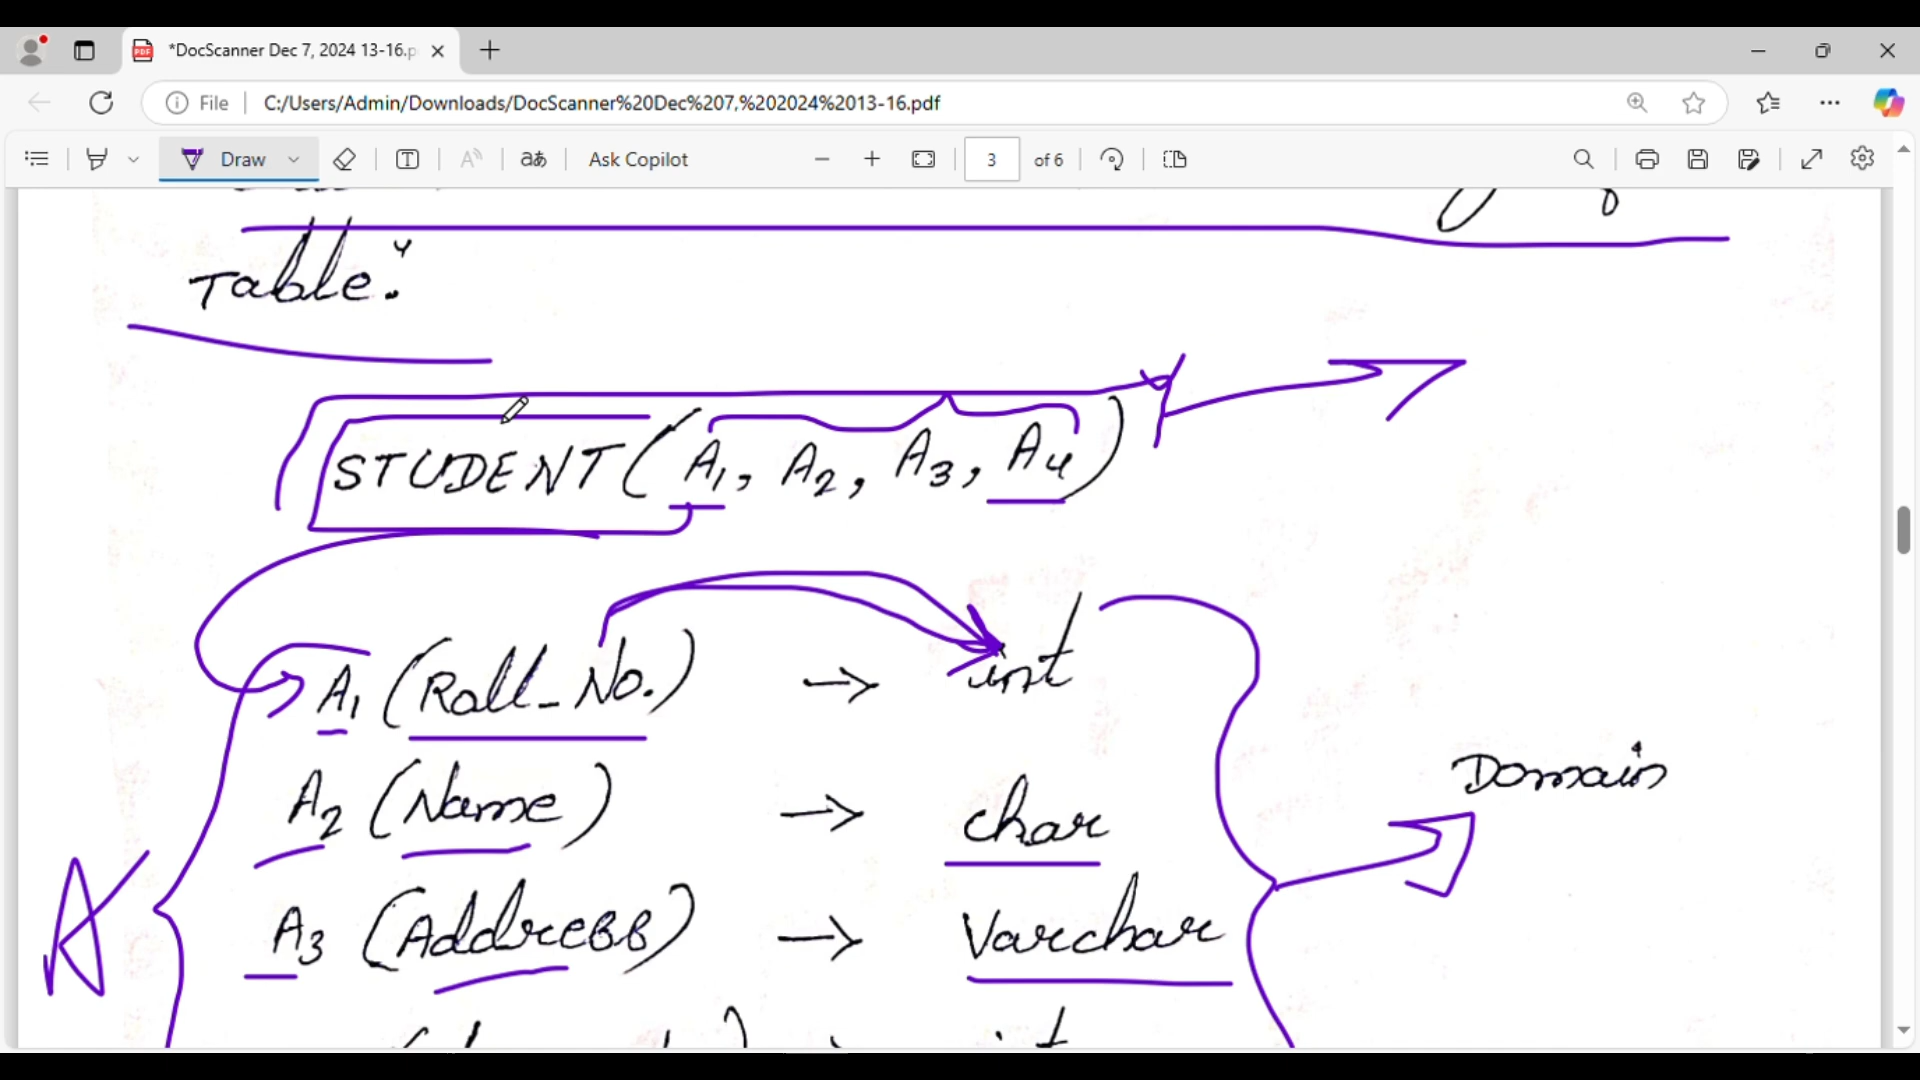 *DocScanner Dec 7, 2024 13-16.p
File
C:/Users/Admin/Downloads/DocScanner%20Dec%207,%202024%2013-16.pdf
Draw
Ask Copilot
3 of 6
Table."
STUDENT (A1, A2, A3, A4)
A1 (Roll_No.) → int
A2 (Name) → char
Domain
A3 (Address) → Varchar